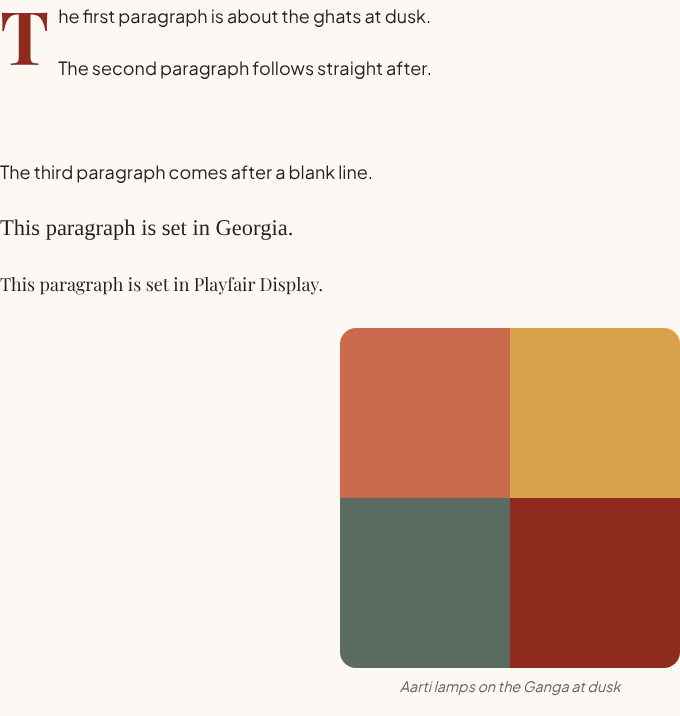 The first paragraph is about the ghats at dusk.
The second paragraph follows straight after.
The third paragraph comes after a blank line.
This paragraph is set in Georgia.
This paragraph is set in Playfair Display.
Aarti lamps on the Ganga at dusk